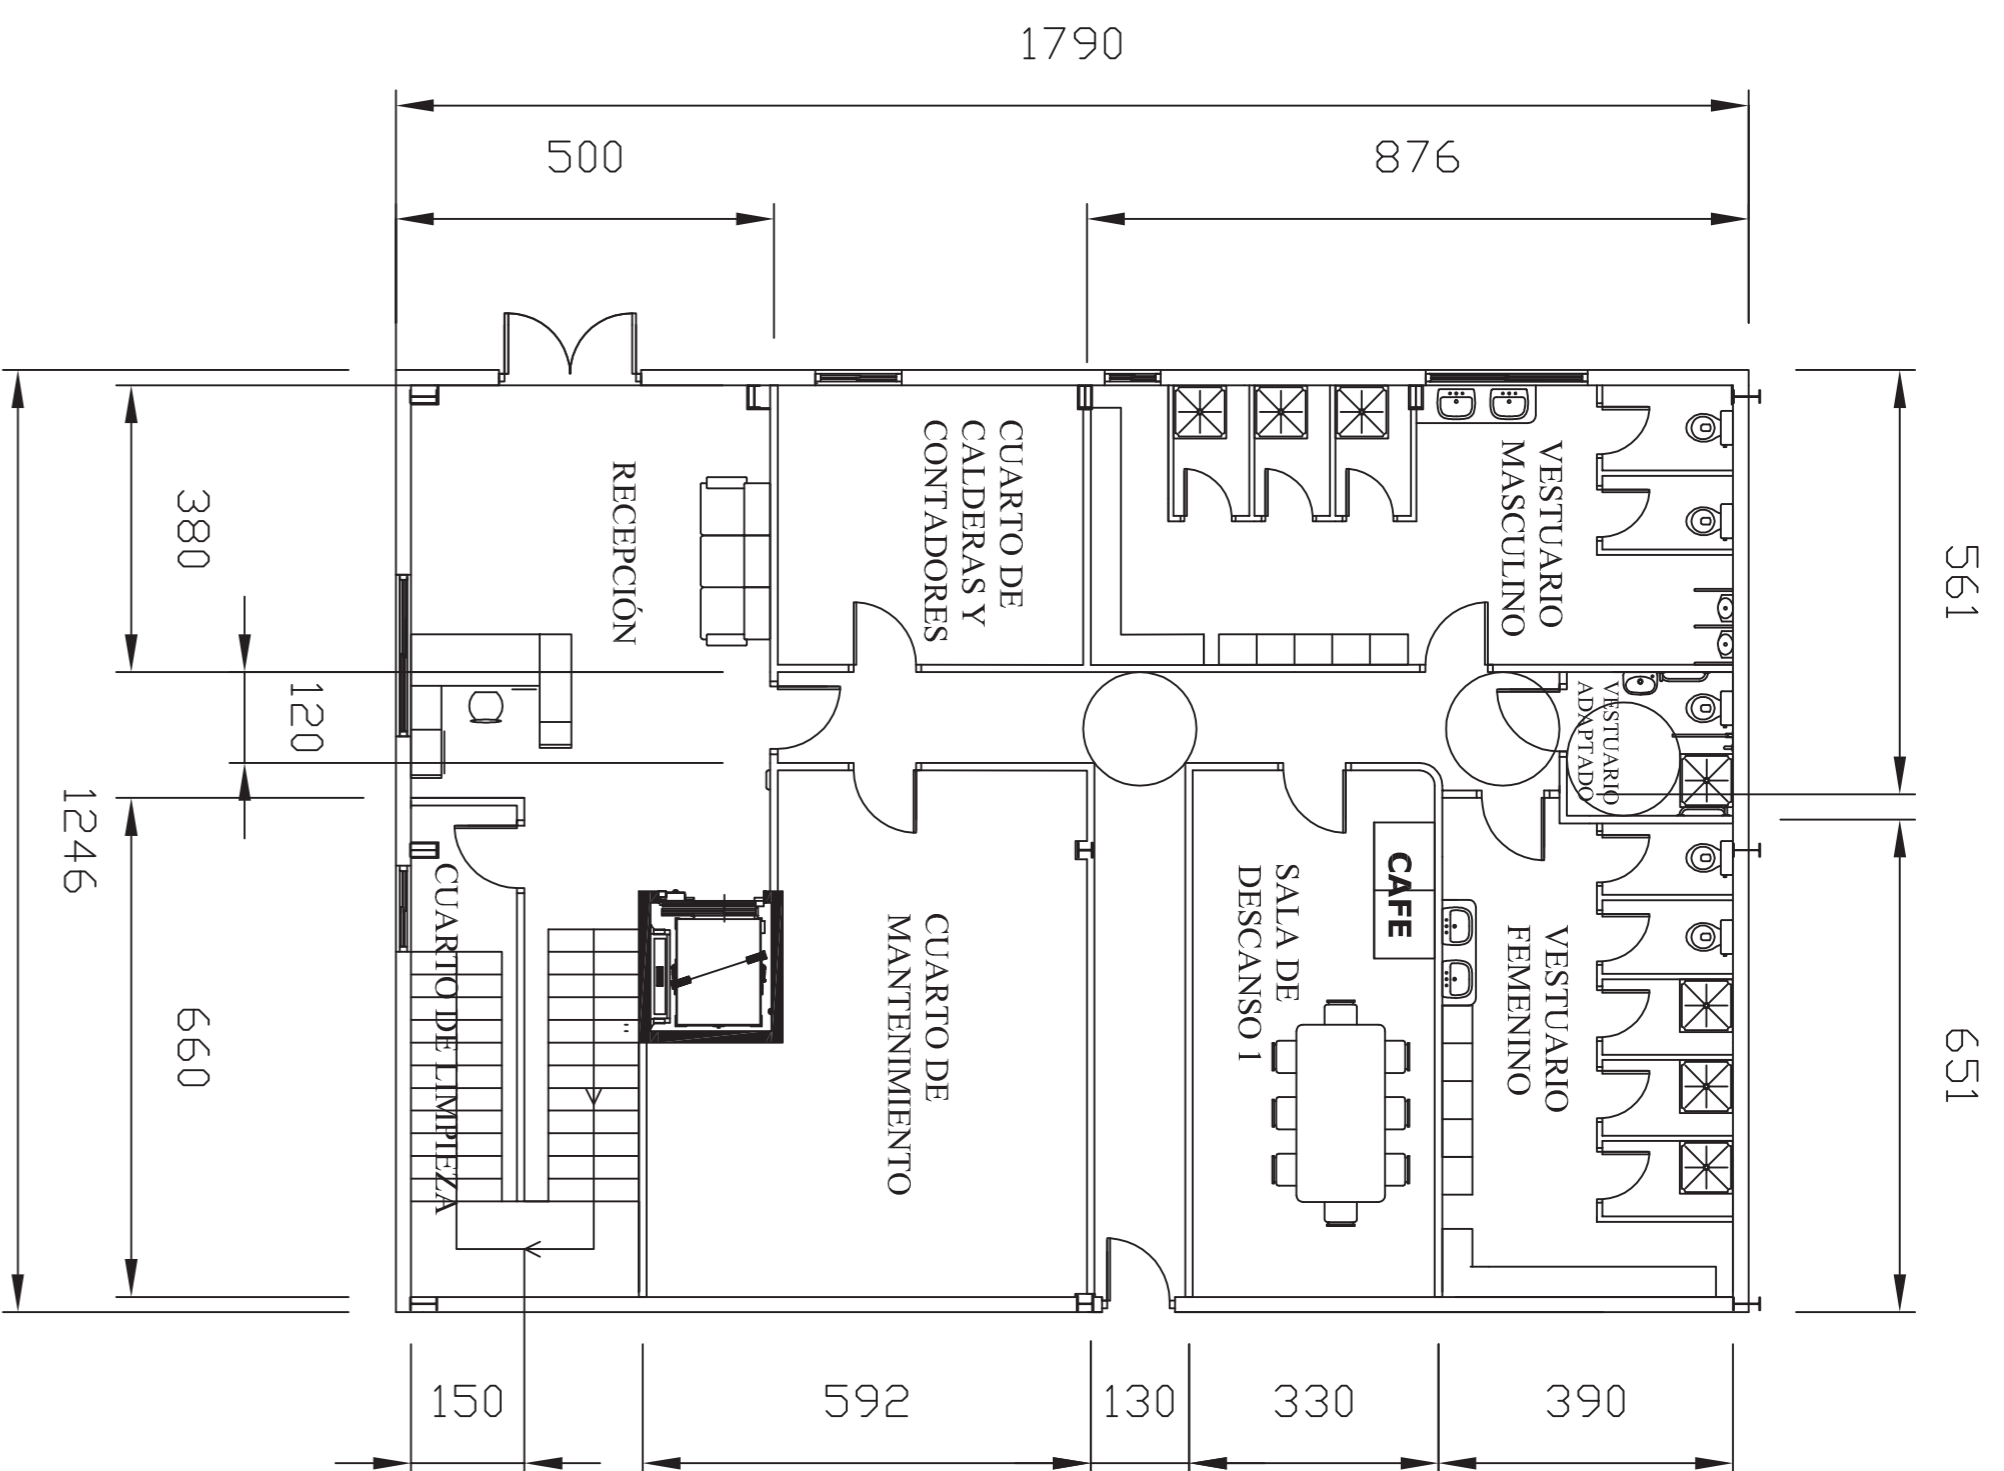 1790
500
876
380
120
1246
660
561
651
RECEPCIÓN
CUARTO DE
CALDERAS Y
CONTADORES
VESTUARIO
MASCULINO
VESTUARIO
ADAPTADO
CUARTO DE LIMPIEZA
CUARTO DE
MANTENIMIENTO
SALA DE
DESCANSO 1
CAFE
VESTUARIO
FEMENINO
150
592
130
330
390